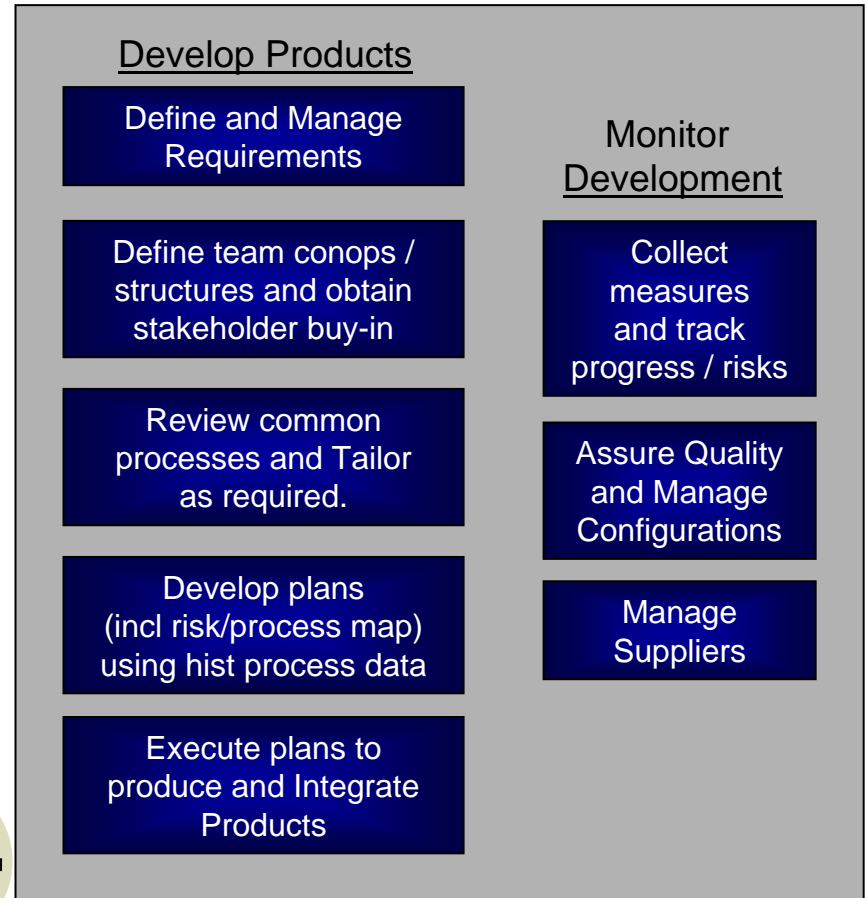 Develop Products
Define and Manage
Requirements
Define team conops /
structures and obtain
stakeholder buy-in
Review common
processes and Tailor
as required.
Develop plans
(incl risk/process map)
using hist process data
Execute plans to
produce and Integrate
Products
Monitor
Development
Collect
measures
and track
progress / risks
Assure Quality
and Manage
Configurations
Manage
Suppliers